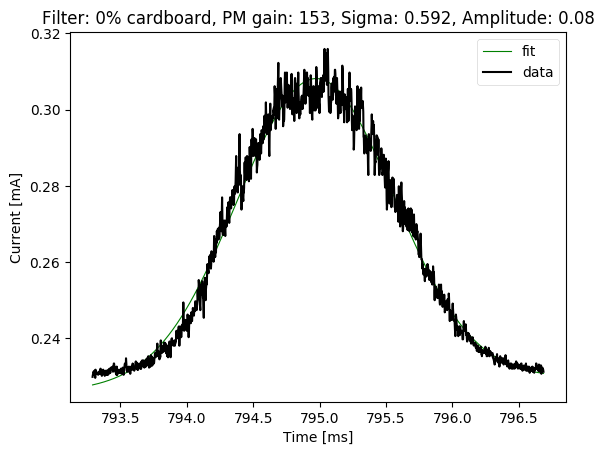 Filter: 0% cardboard, PM gain: 153, Sigma: 0.592, Amplitude: 0.08
0.32
0.30
0.28
0.26
0.24
Current [mA]
fit
data
793.5 794.0 794.5 795.0 795.5 796.0 796.5
Time [ms]